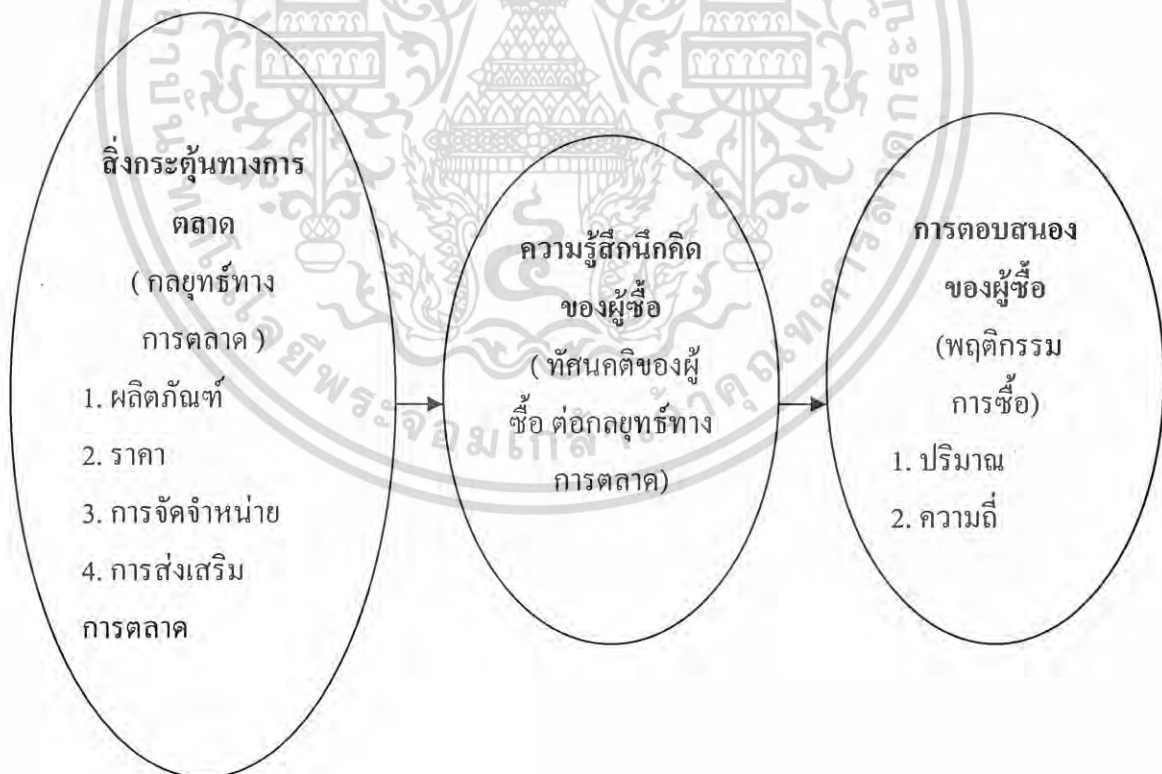 สิ่งกระตุ้นทางการ
ตลาด
( กลยุทธ์ทาง
การตลาด )
1. ผลิตภัณฑ์
2. ราคา
3. การจัดจำหน่าย
4. การส่งเสริม
การตลาด
ความรู้สึกนึกคิด
ของผู้ซื้อ
( ทัศนคติของผู้
ซื้อ ต่อกลยุทธ์ทาง
การตลาด)
การตอบสนอง
ของผู้ซื้อ
(พฤติกรรม
การซื้อ)
1. ปริมาณ
2. ความถี่